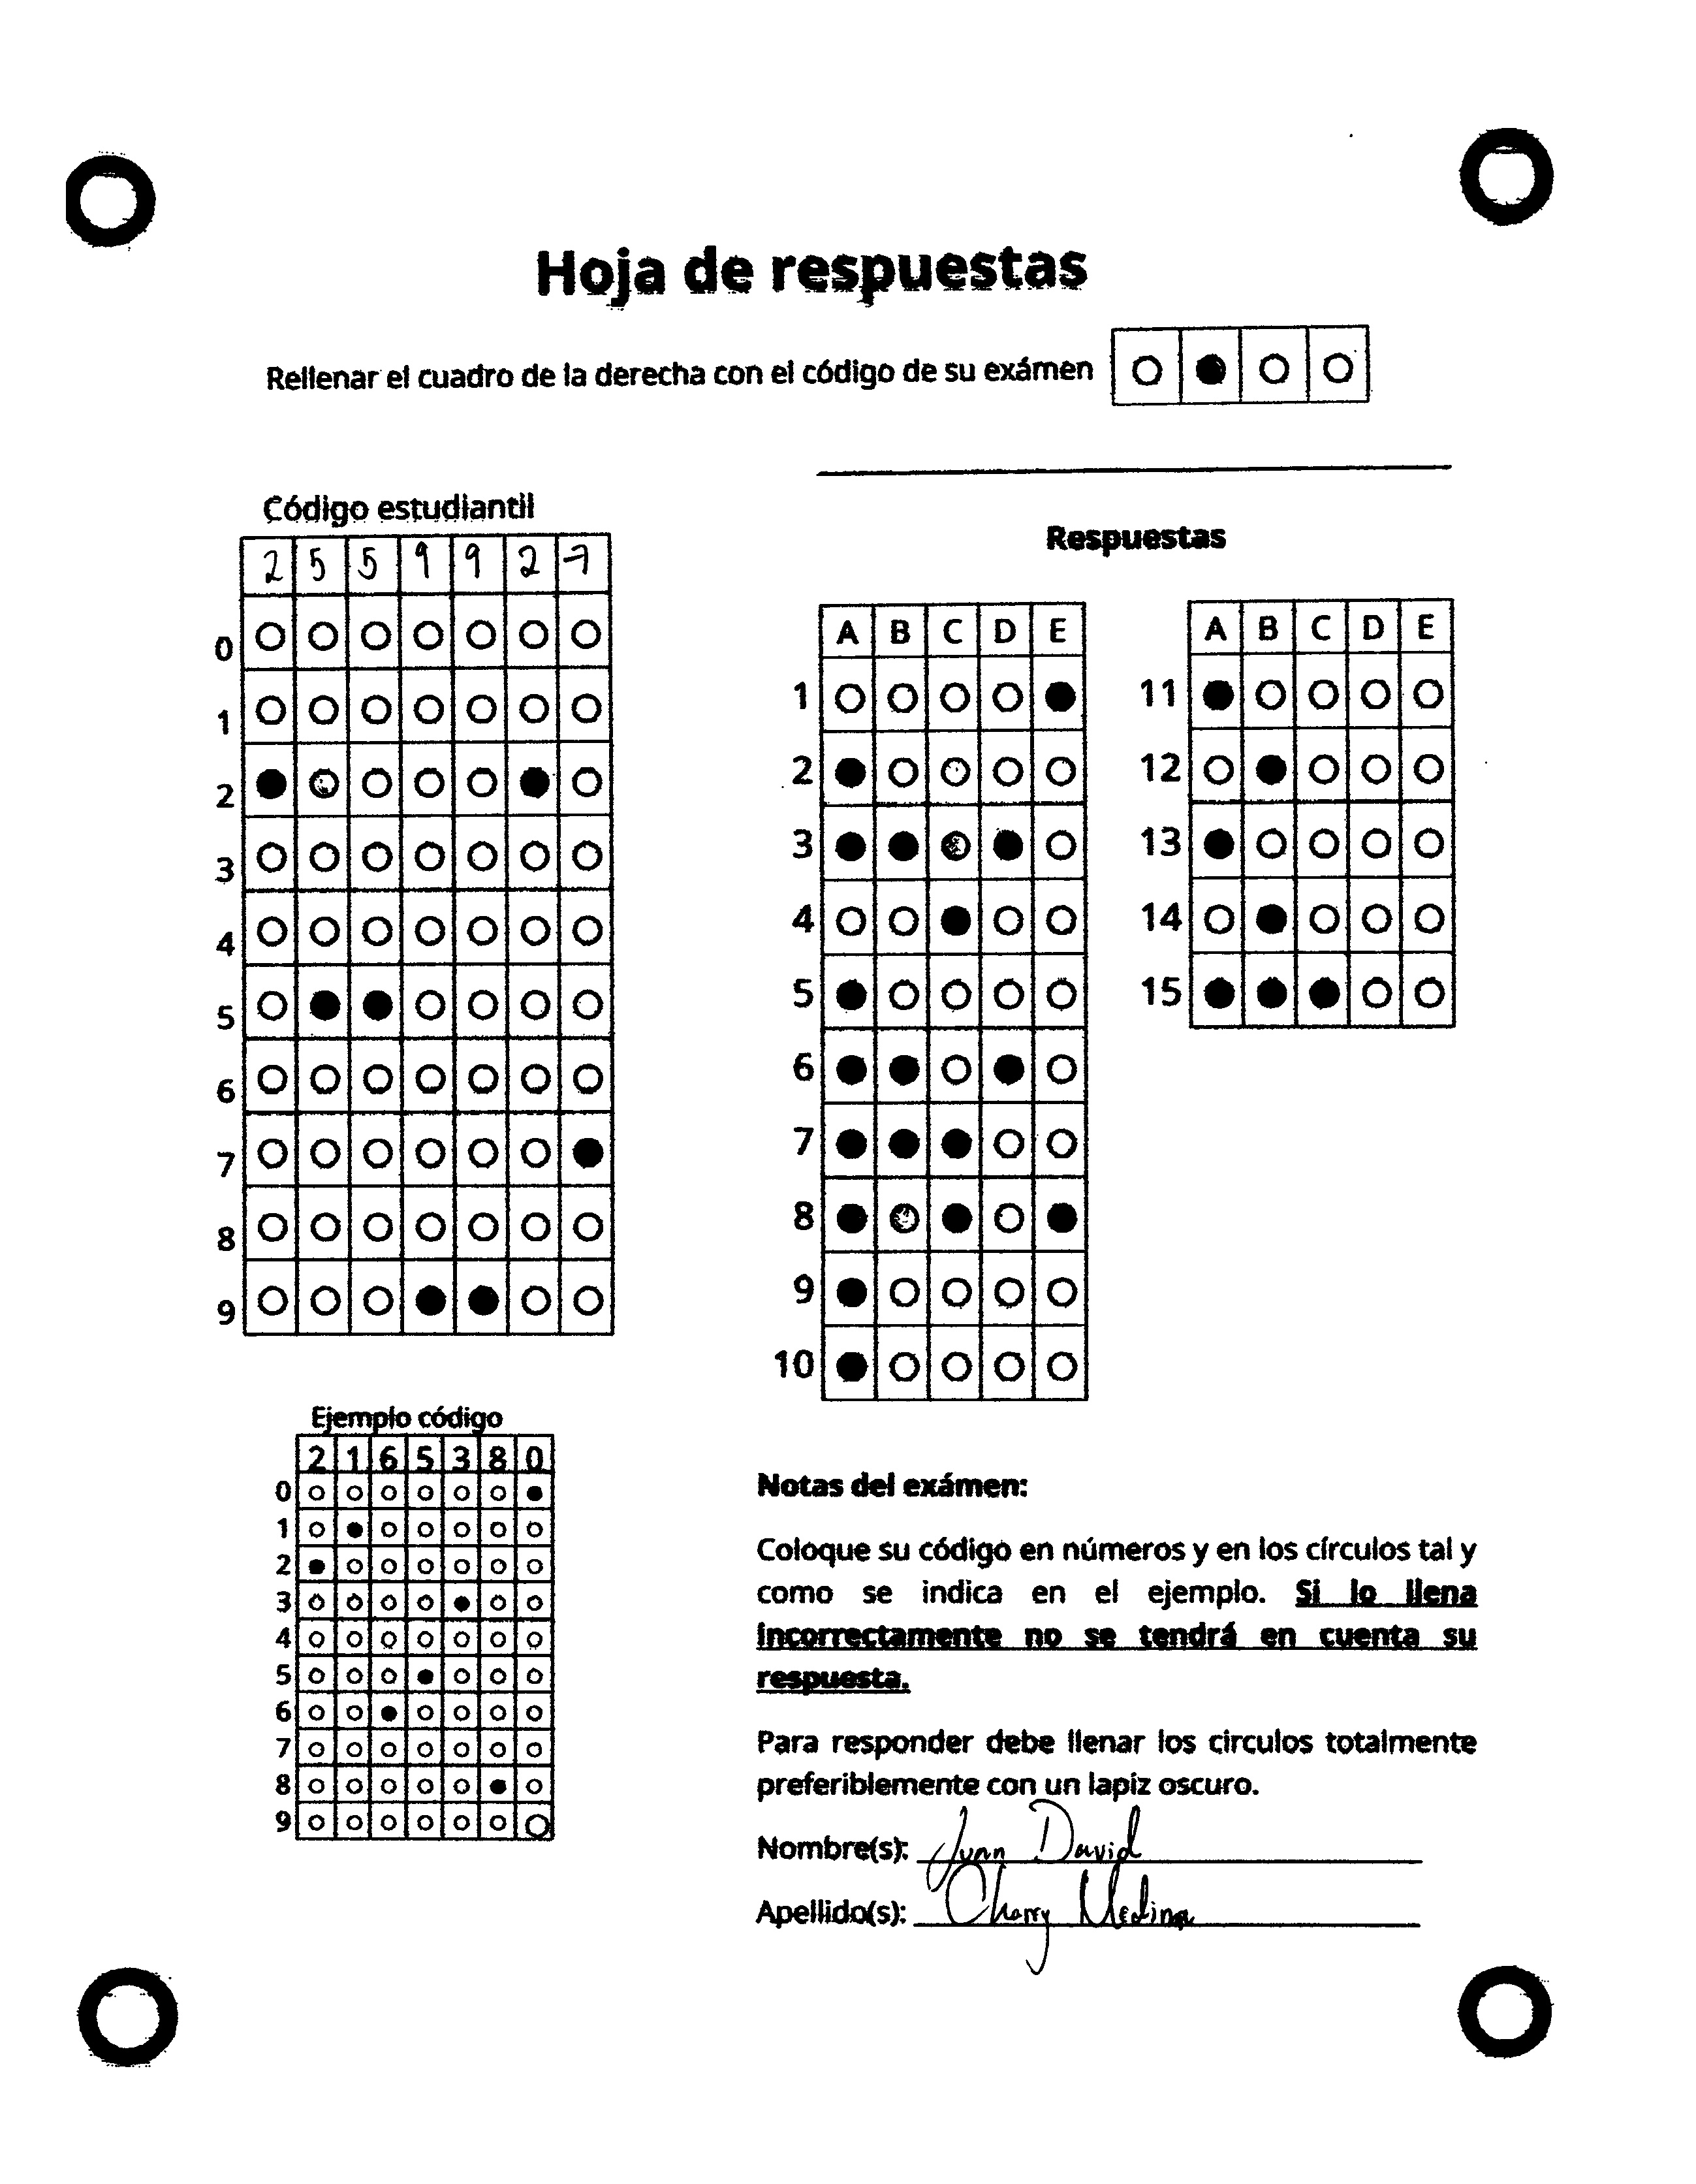 Hoja de respuestas
Rellenar el cuadro de la derecha con el código de su exámen
Código estudiantil
2 5 5 9 9 2 7
0
1
2
3
4
5
6
7
8
9
Respuestas
A B C D E
1
2
3
4
5
6
7
8
9
10
A B C D E
11
12
13
14
15
Ejemplo código
2 1 6 5 3 8 0
0
1
2
3
4
5
6
7
8
9
Notas del exámen:
Coloque su código en números y en los círculos tal y
como se indica en el ejemplo. Si lo llena
incorrectamente no se tendrá en cuenta su
respuesta.
Para responder debe llenar los circulos totalmente
preferiblemente con un lapiz oscuro.
Nombre(s): Juan David
Apellido(s): Charry Medina